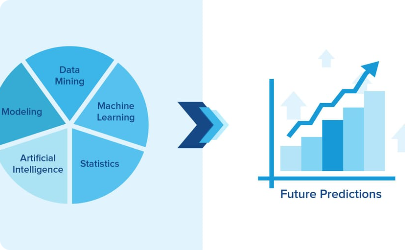 Data
Mining
Machine
Learning
Modeling
Artificial
Intelligence
Statistics
Future Predictions